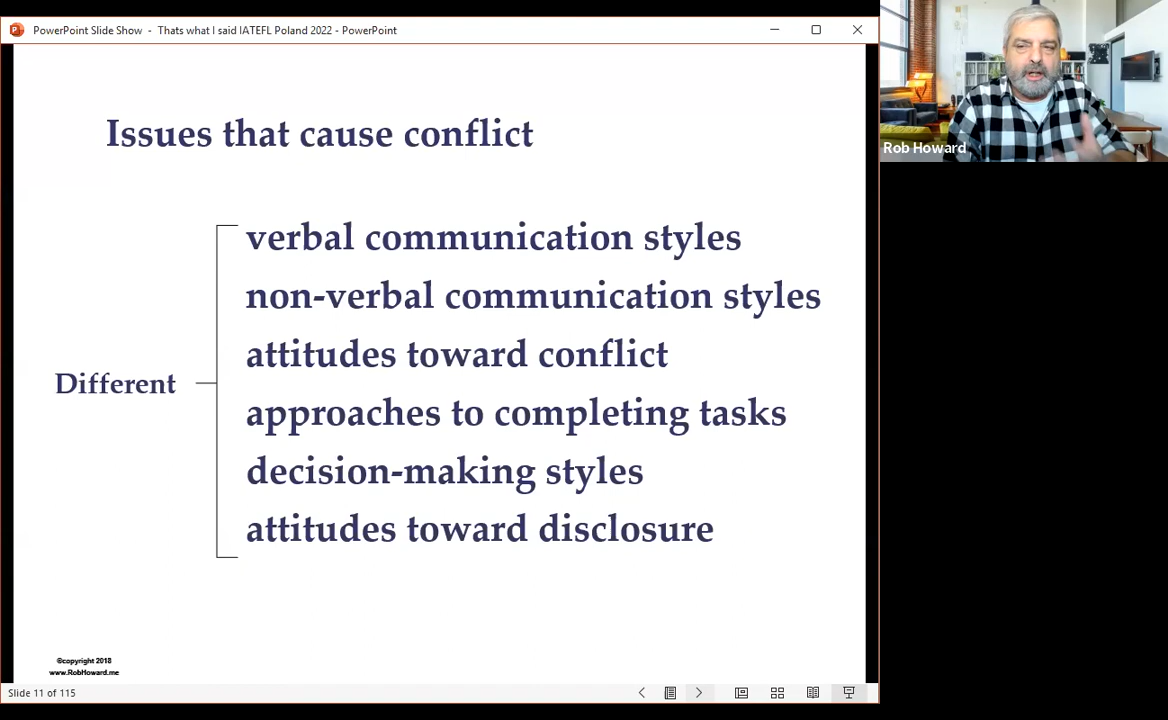 PowerPoint Slide Show - Thats what I said IATEFL Poland 2022 - PowerPoint
Rob Howard
Issues that cause conflict
Different
verbal communication styles
non-verbal communication styles
attitudes toward conflict
approaches to completing tasks
decision-making styles
attitudes toward disclosure
©copyright 2018
www.RobHoward.me
Slide 11 of 115